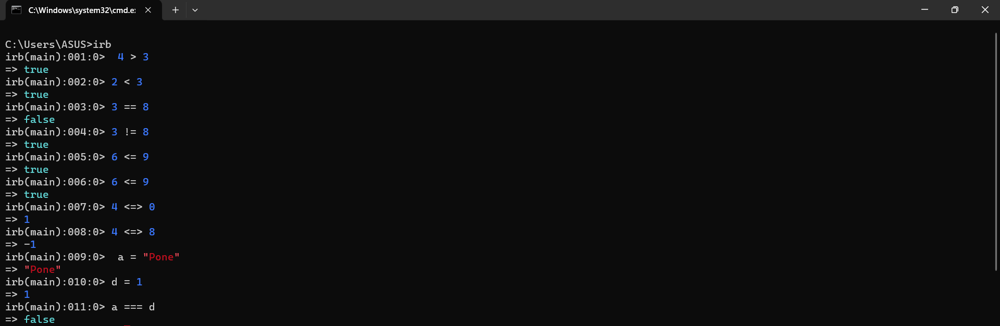 C:\Windows\system32\cmd.e
C:\Users\ASUS>irb
irb(main):001:0>  4 > 3
=> true
irb(main):002:0> 2 < 3
=> true
irb(main):003:0> 3 == 8
=> false
irb(main):004:0> 3 != 8
=> true
irb(main):005:0> 6 <= 9
=> true
irb(main):006:0> 6 <= 9
=> true
irb(main):007:0> 4 <=> 0
=> 1
irb(main):008:0> 4 <=> 8
=> -1
irb(main):009:0>  a = "Pone"
=> "Pone"
irb(main):010:0> d = 1
=> 1
irb(main):011:0> a === d
=> false